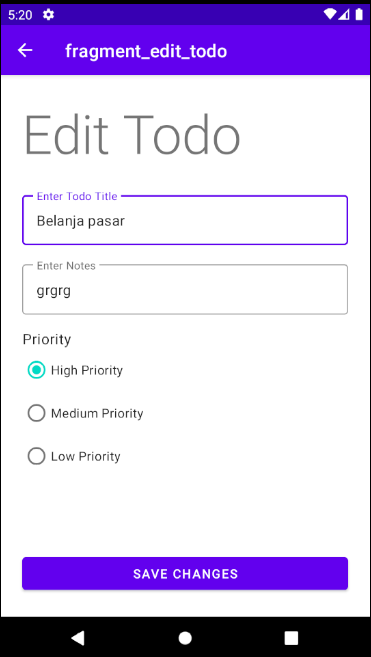 5:20
fragment_edit_todo
Edit Todo
Enter Todo Title
Belanja pasar
Enter Notes
grgrg
Priority
High Priority
Medium Priority
Low Priority
SAVE CHANGES